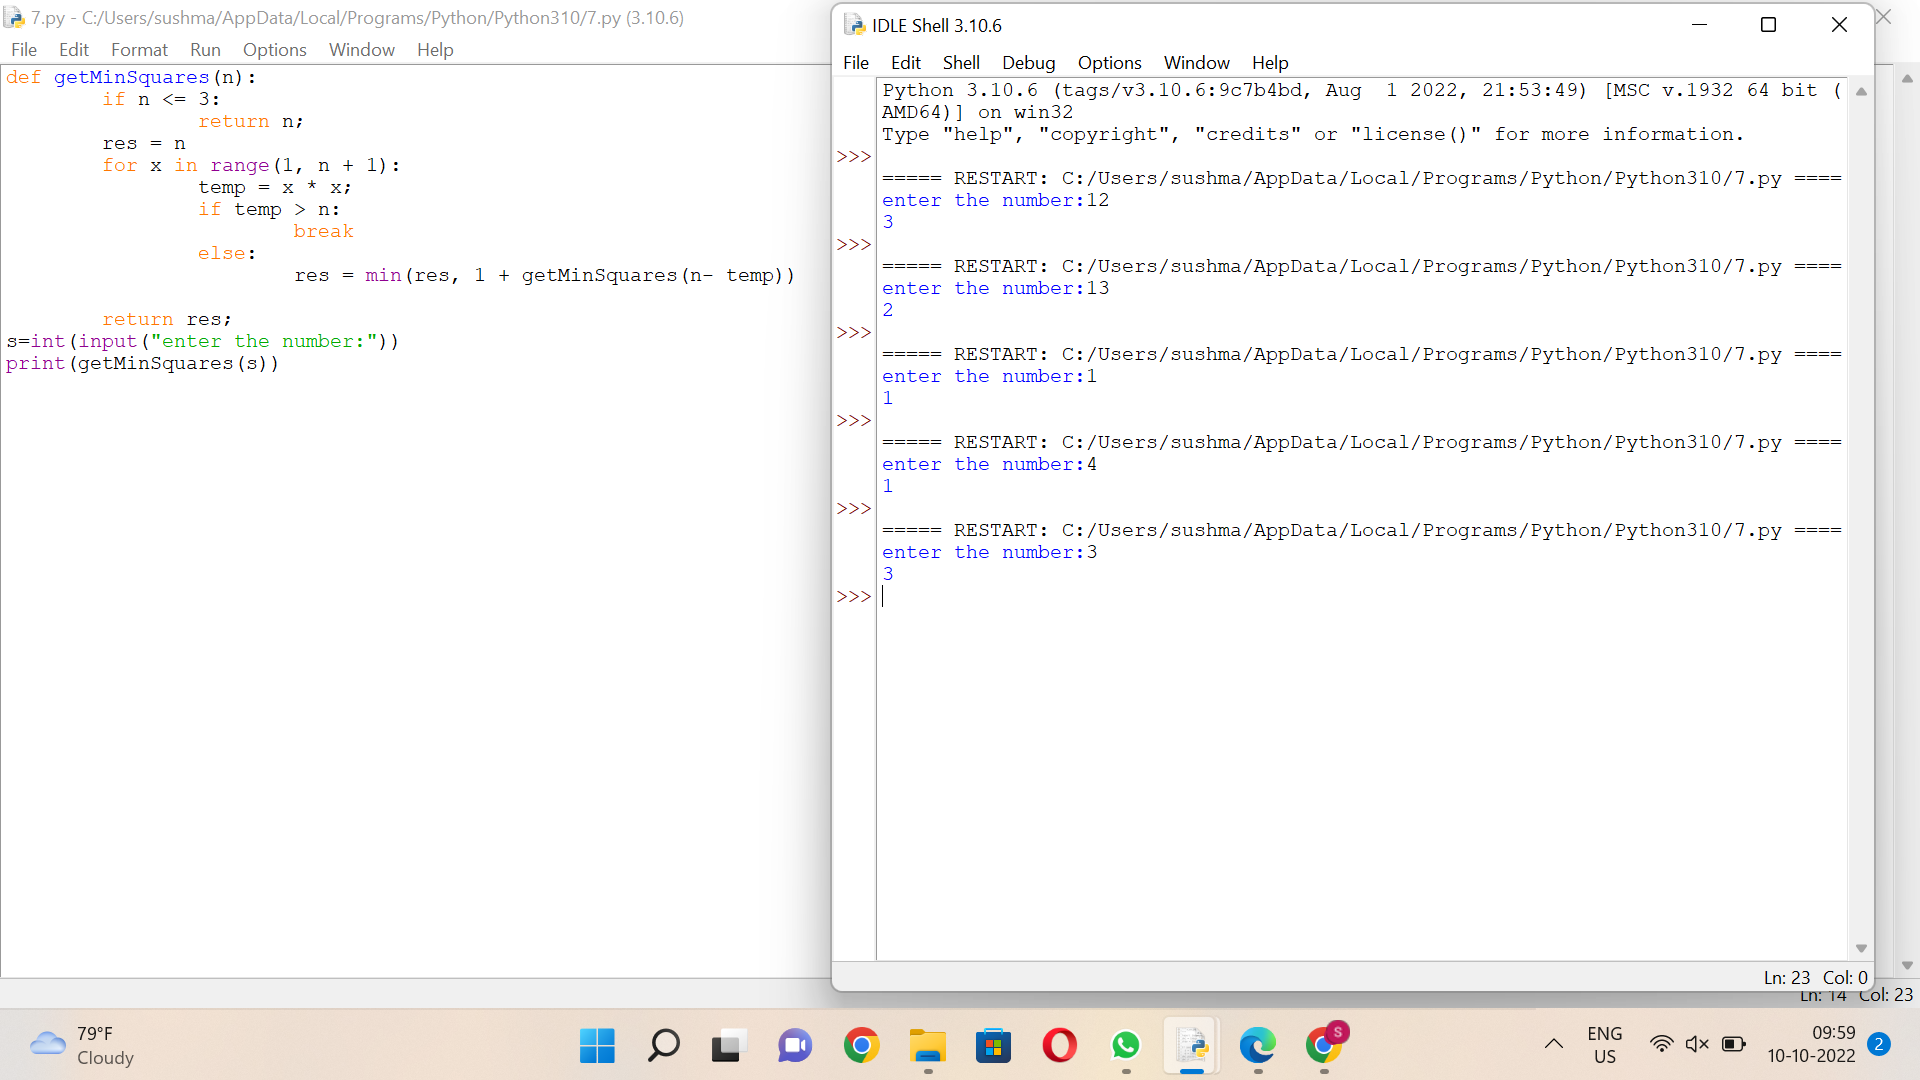 7.py - C:/Users/sushma/AppData/Local/Programs/Python/Python310/7.py (3.10.6)
File Edit Format Run Options Window Help
def getMinSquares(n):
        if n <= 3:
                return n;
        res = n
        for x in range(1, n + 1):
                temp = x * x;
                if temp > n:
                        break
                else:
                        res = min(res, 1 + getMinSquares(n- temp))
        return res;
s=int(input("enter the number:"))
print(getMinSquares(s))
IDLE Shell 3.10.6
File Edit Shell Debug Options Window Help
Python 3.10.6 (tags/v3.10.6:9c7b4bd, Aug  1 2022, 21:53:49) [MSC v.1932 64 bit (
AMD64)] on win32
Type "help", "copyright", "credits" or "license()" for more information.
>>>
===== RESTART: C:/Users/sushma/AppData/Local/Programs/Python/Python310/7.py ====
enter the number:12
3
>>>
===== RESTART: C:/Users/sushma/AppData/Local/Programs/Python/Python310/7.py ====
enter the number:13
2
>>>
===== RESTART: C:/Users/sushma/AppData/Local/Programs/Python/Python310/7.py ====
enter the number:1
1
>>>
===== RESTART: C:/Users/sushma/AppData/Local/Programs/Python/Python310/7.py ====
enter the number:4
1
>>>
===== RESTART: C:/Users/sushma/AppData/Local/Programs/Python/Python310/7.py ====
enter the number:3
3
>>>
Ln: 23 Col: 0
Ln: 14 Col: 23
79°F
Cloudy
S
ENG
US
09:59
10-10-2022
2